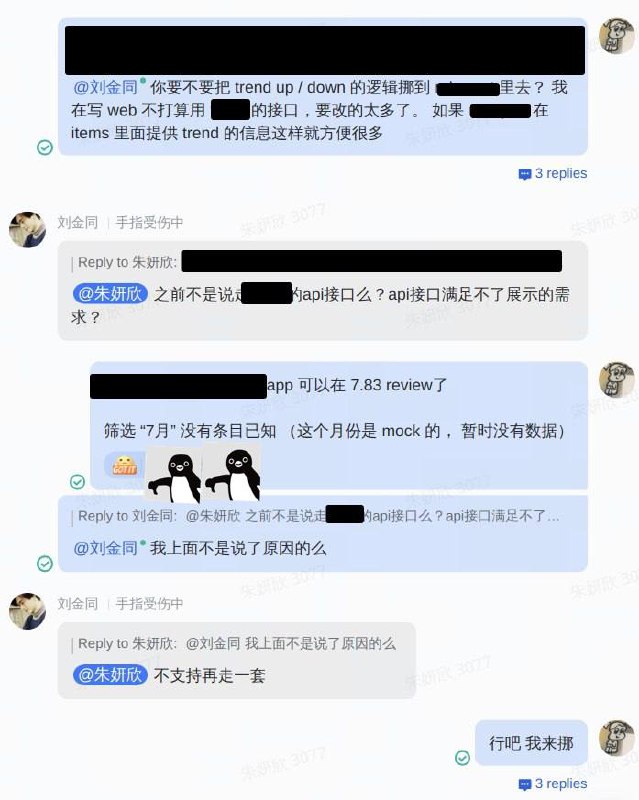 @刘金同 你要不要把 trend up / down 的逻辑挪到 里去？ 我
在写 web 不打算用 的接口，要改的太多了。 如果 在
items 里面提供 trend 的信息这样就方便很多
3 replies
刘金同 | 手指受伤中
Reply to 朱妍欣:
@朱妍欣 之前不是说走 的api接口么？api接口满足不了展示的需
求？
app 可以在 7.83 review了
筛选 “7月” 没有条目已知 （这个月份是 mock 的， 暂时没有数据）
GOT IT
Reply to 刘金同: @朱妍欣 之前不是说走 的api接口么？api接口满足不了…
@刘金同 我上面不是说了原因的么
刘金同 | 手指受伤中
Reply to 朱妍欣: @刘金同 我上面不是说了原因的么
@朱妍欣 不支持再走一套
行吧 我来挪
3 replies
朱妍欣 3077